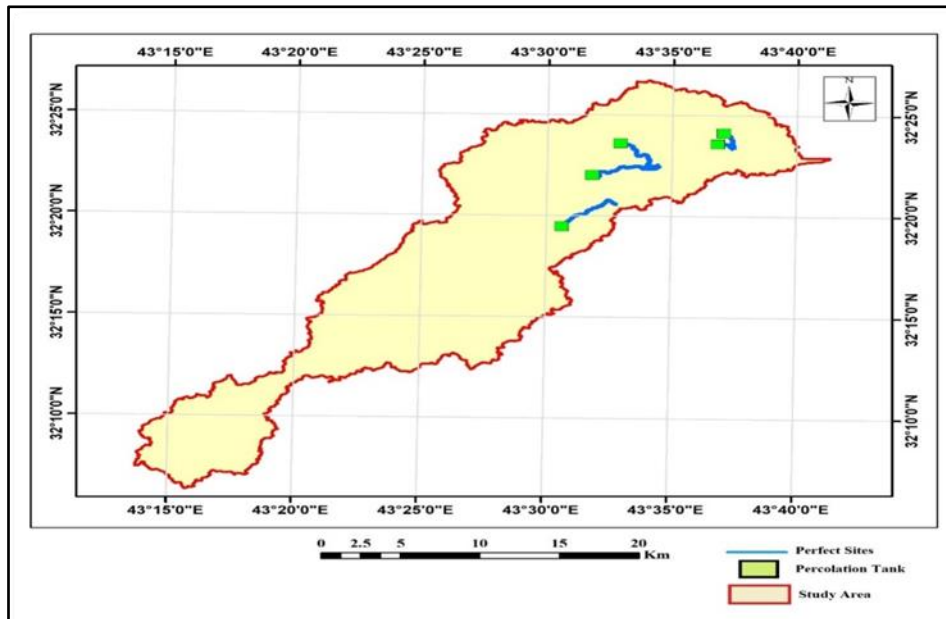 43°15'0"E 43°20'0"E 43°25'0"E 43°30'0"E 43°35'0"E 43°40'0"E
N
32°25'0"N 32°25'0"N
32°20'0"N 32°20'0"N
32°15'0"N 32°15'0"N
32°10'0"N 32°10'0"N
43°15'0"E 43°20'0"E 43°25'0"E 43°30'0"E 43°35'0"E 43°40'0"E
0 2.5 5 10 15 20
Km
Perfect Sites
Percolation Tank
Study Area